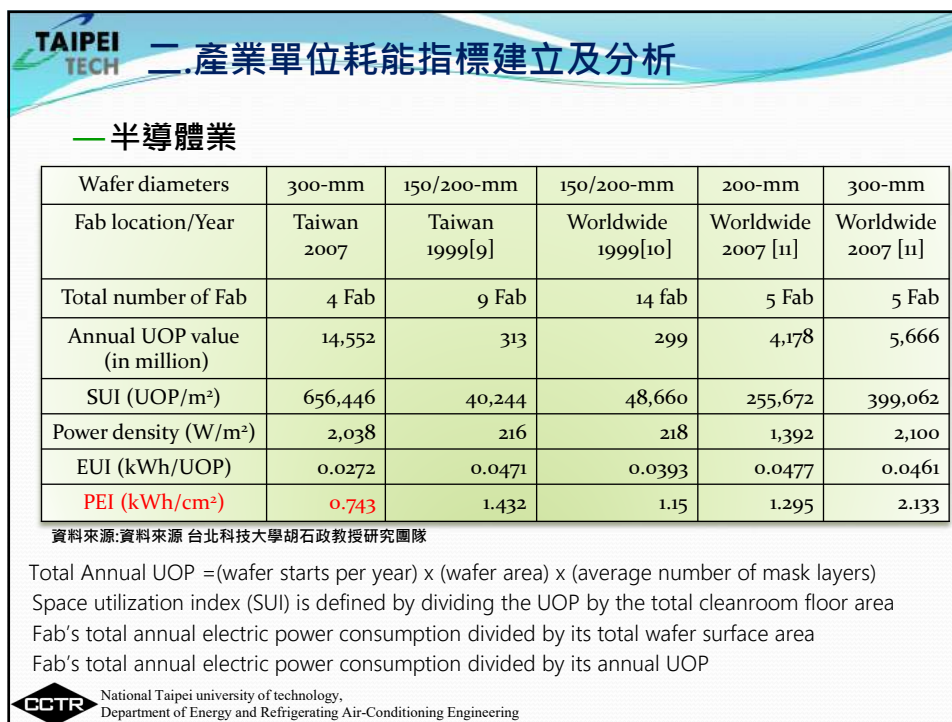 TAIPEI
TECH
二.產業單位耗能指標建立及分析
—半導體業
Wafer diameters 300-mm 150/200-mm 150/200-mm 200-mm 300-mm
Fab location/Year Taiwan Taiwan Worldwide Worldwide Worldwide
2007 1999[9] 1999[10] 2007 [11] 2007 [11]
Total number of Fab 4 Fab 9 Fab 14 fab 5 Fab 5 Fab
Annual UOP value 14,552 313 299 4,178 5,666
(in million)
SUI (UOP/m²) 656,446 40,244 48,660 255,672 399,062
Power density (W/m²) 2,038 216 218 1,392 2,100
EUI (kWh/UOP) 0.0272 0.0471 0.0393 0.0477 0.0461
PEI (kWh/cm²) 0.743 1.432 1.15 1.295 2.133
資料來源:資料來源 台北科技大學胡石政教授研究團隊
Total Annual UOP =(wafer starts per year) x (wafer area) x (average number of mask layers)
Space utilization index (SUI) is defined by dividing the UOP by the total cleanroom floor area
Fab's total annual electric power consumption divided by its total wafer surface area
Fab's total annual electric power consumption divided by its annual UOP
CCTR
National Taipei university of technology,
Department of Energy and Refrigerating Air-Conditioning Engineering